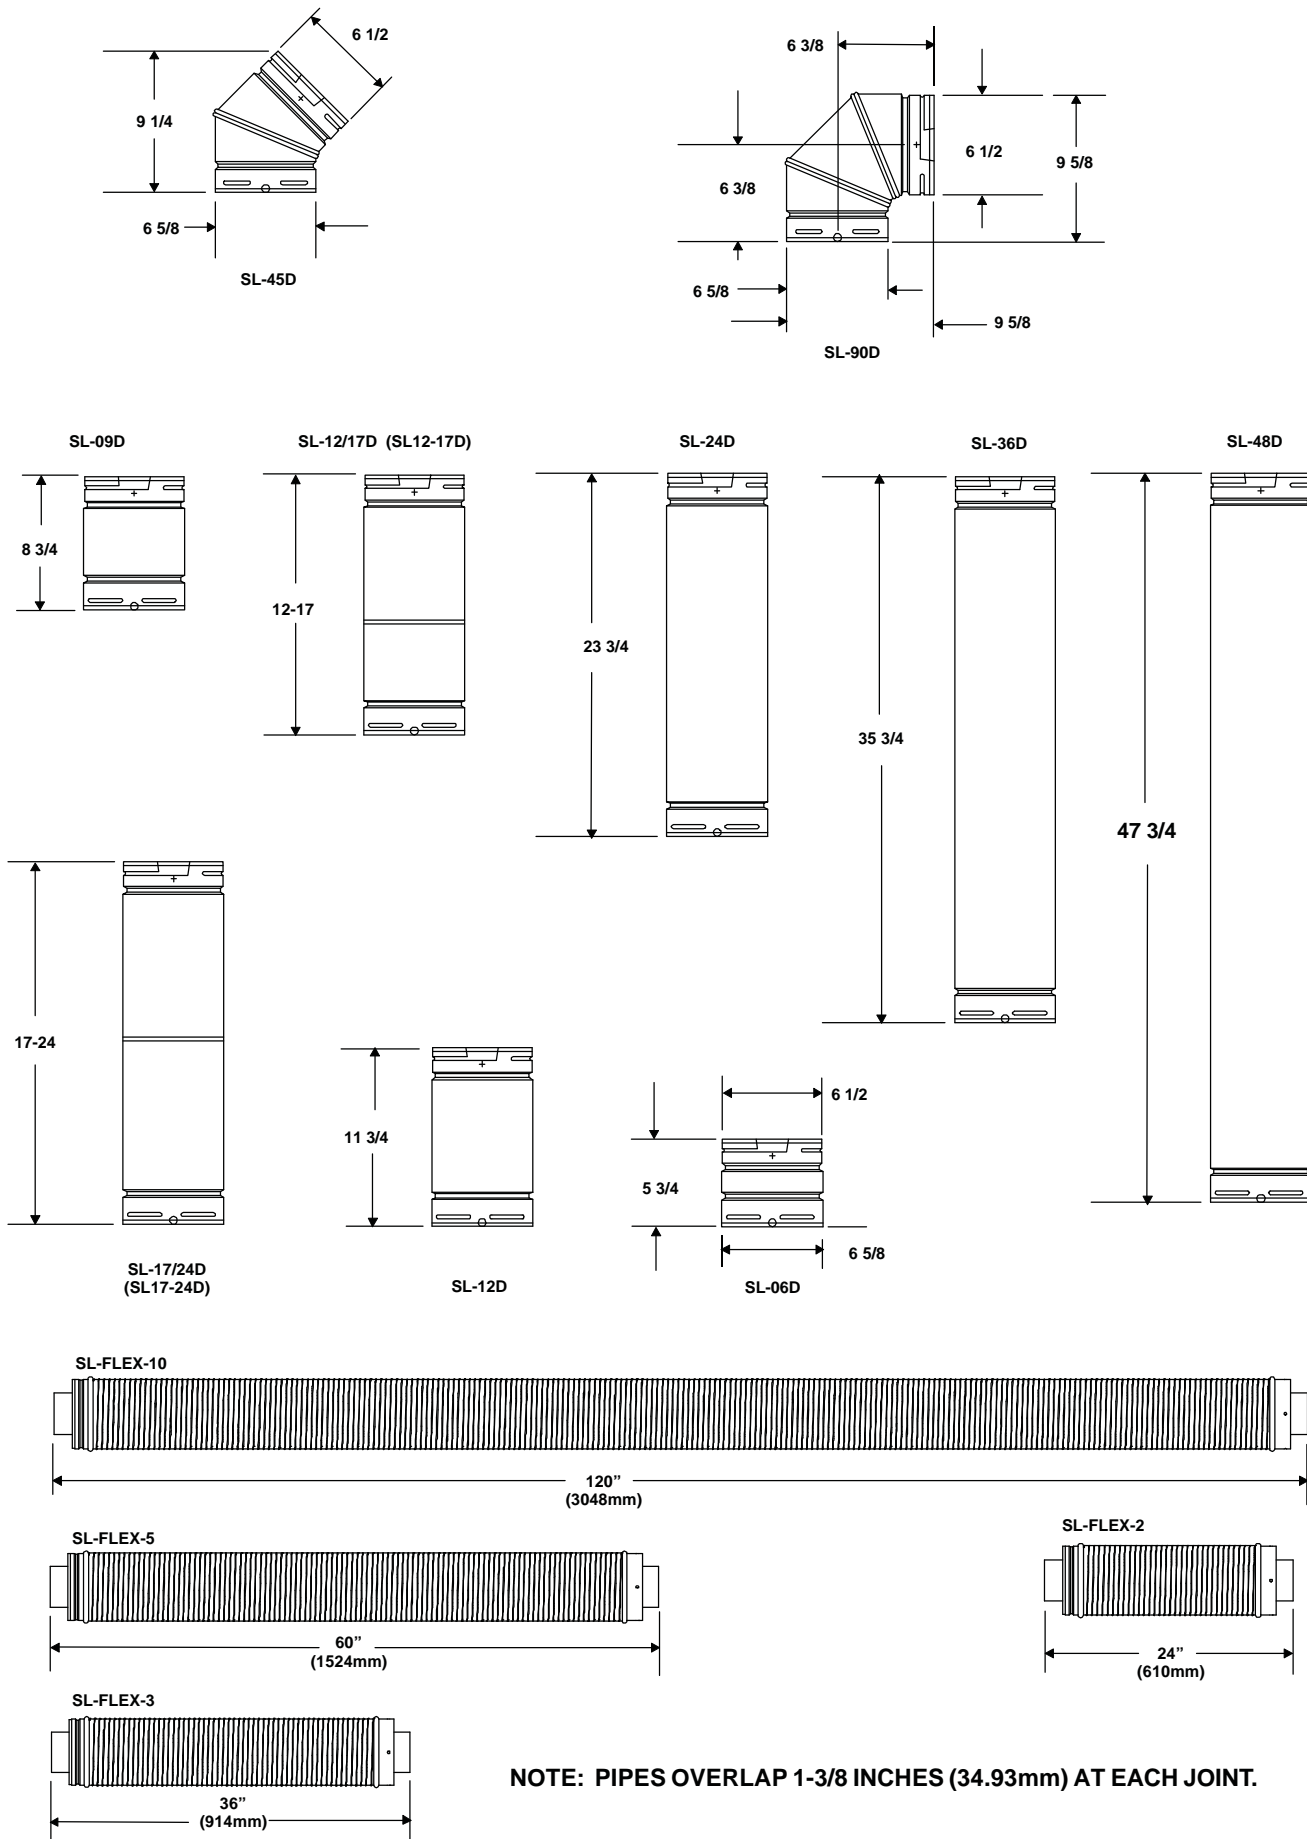 6 1/2
9 1/4
6 5/8
SL-45D
6 3/8
6 1/2
9 5/8
6 3/8
6 5/8
9 5/8
SL-90D
SL-09D
8 3/4
SL-12/17D (SL12-17D)
12-17
SL-24D
23 3/4
SL-36D
35 3/4
SL-48D
47 3/4
17-24
SL-17/24D
(SL17-24D)
11 3/4
SL-12D
6 1/2
5 3/4
6 5/8
SL-06D
SL-FLEX-10
120”
(3048mm)
SL-FLEX-5
60”
(1524mm)
SL-FLEX-2
24”
(610mm)
SL-FLEX-3
36”
(914mm)
NOTE: PIPES OVERLAP 1-3/8 INCHES (34.93mm) AT EACH JOINT.